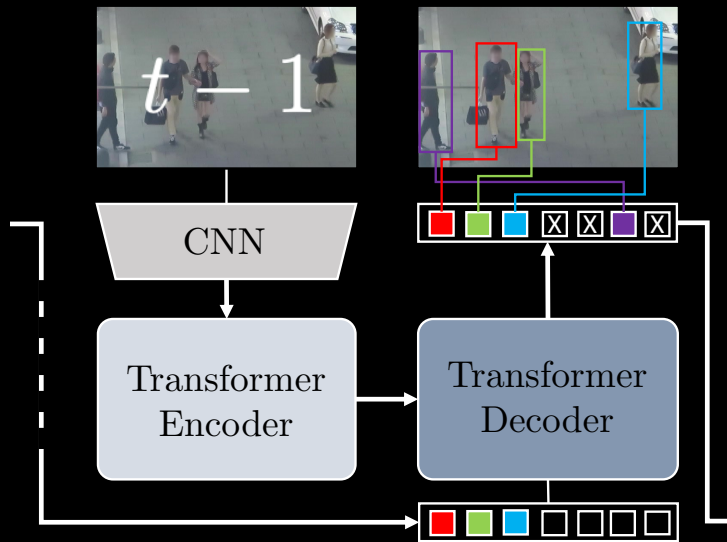 t − 1
CNN
X X X
Transformer
Encoder
Transformer
Decoder